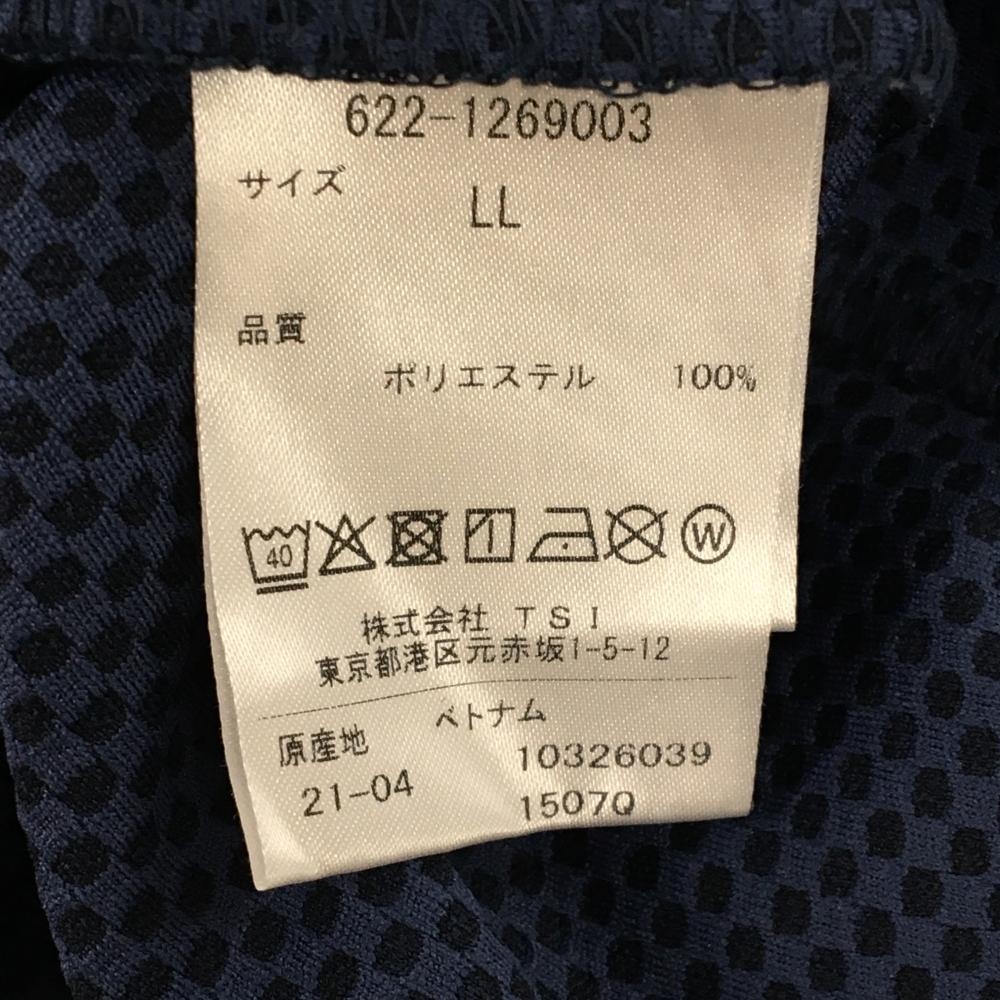 622-1269003
サイズ LL
品質
ポリエステル 100%
40 W
株式会社 TSI
東京都港区元赤坂1-5-12
ベトナム
原産地 10326039
21-04 1507Q